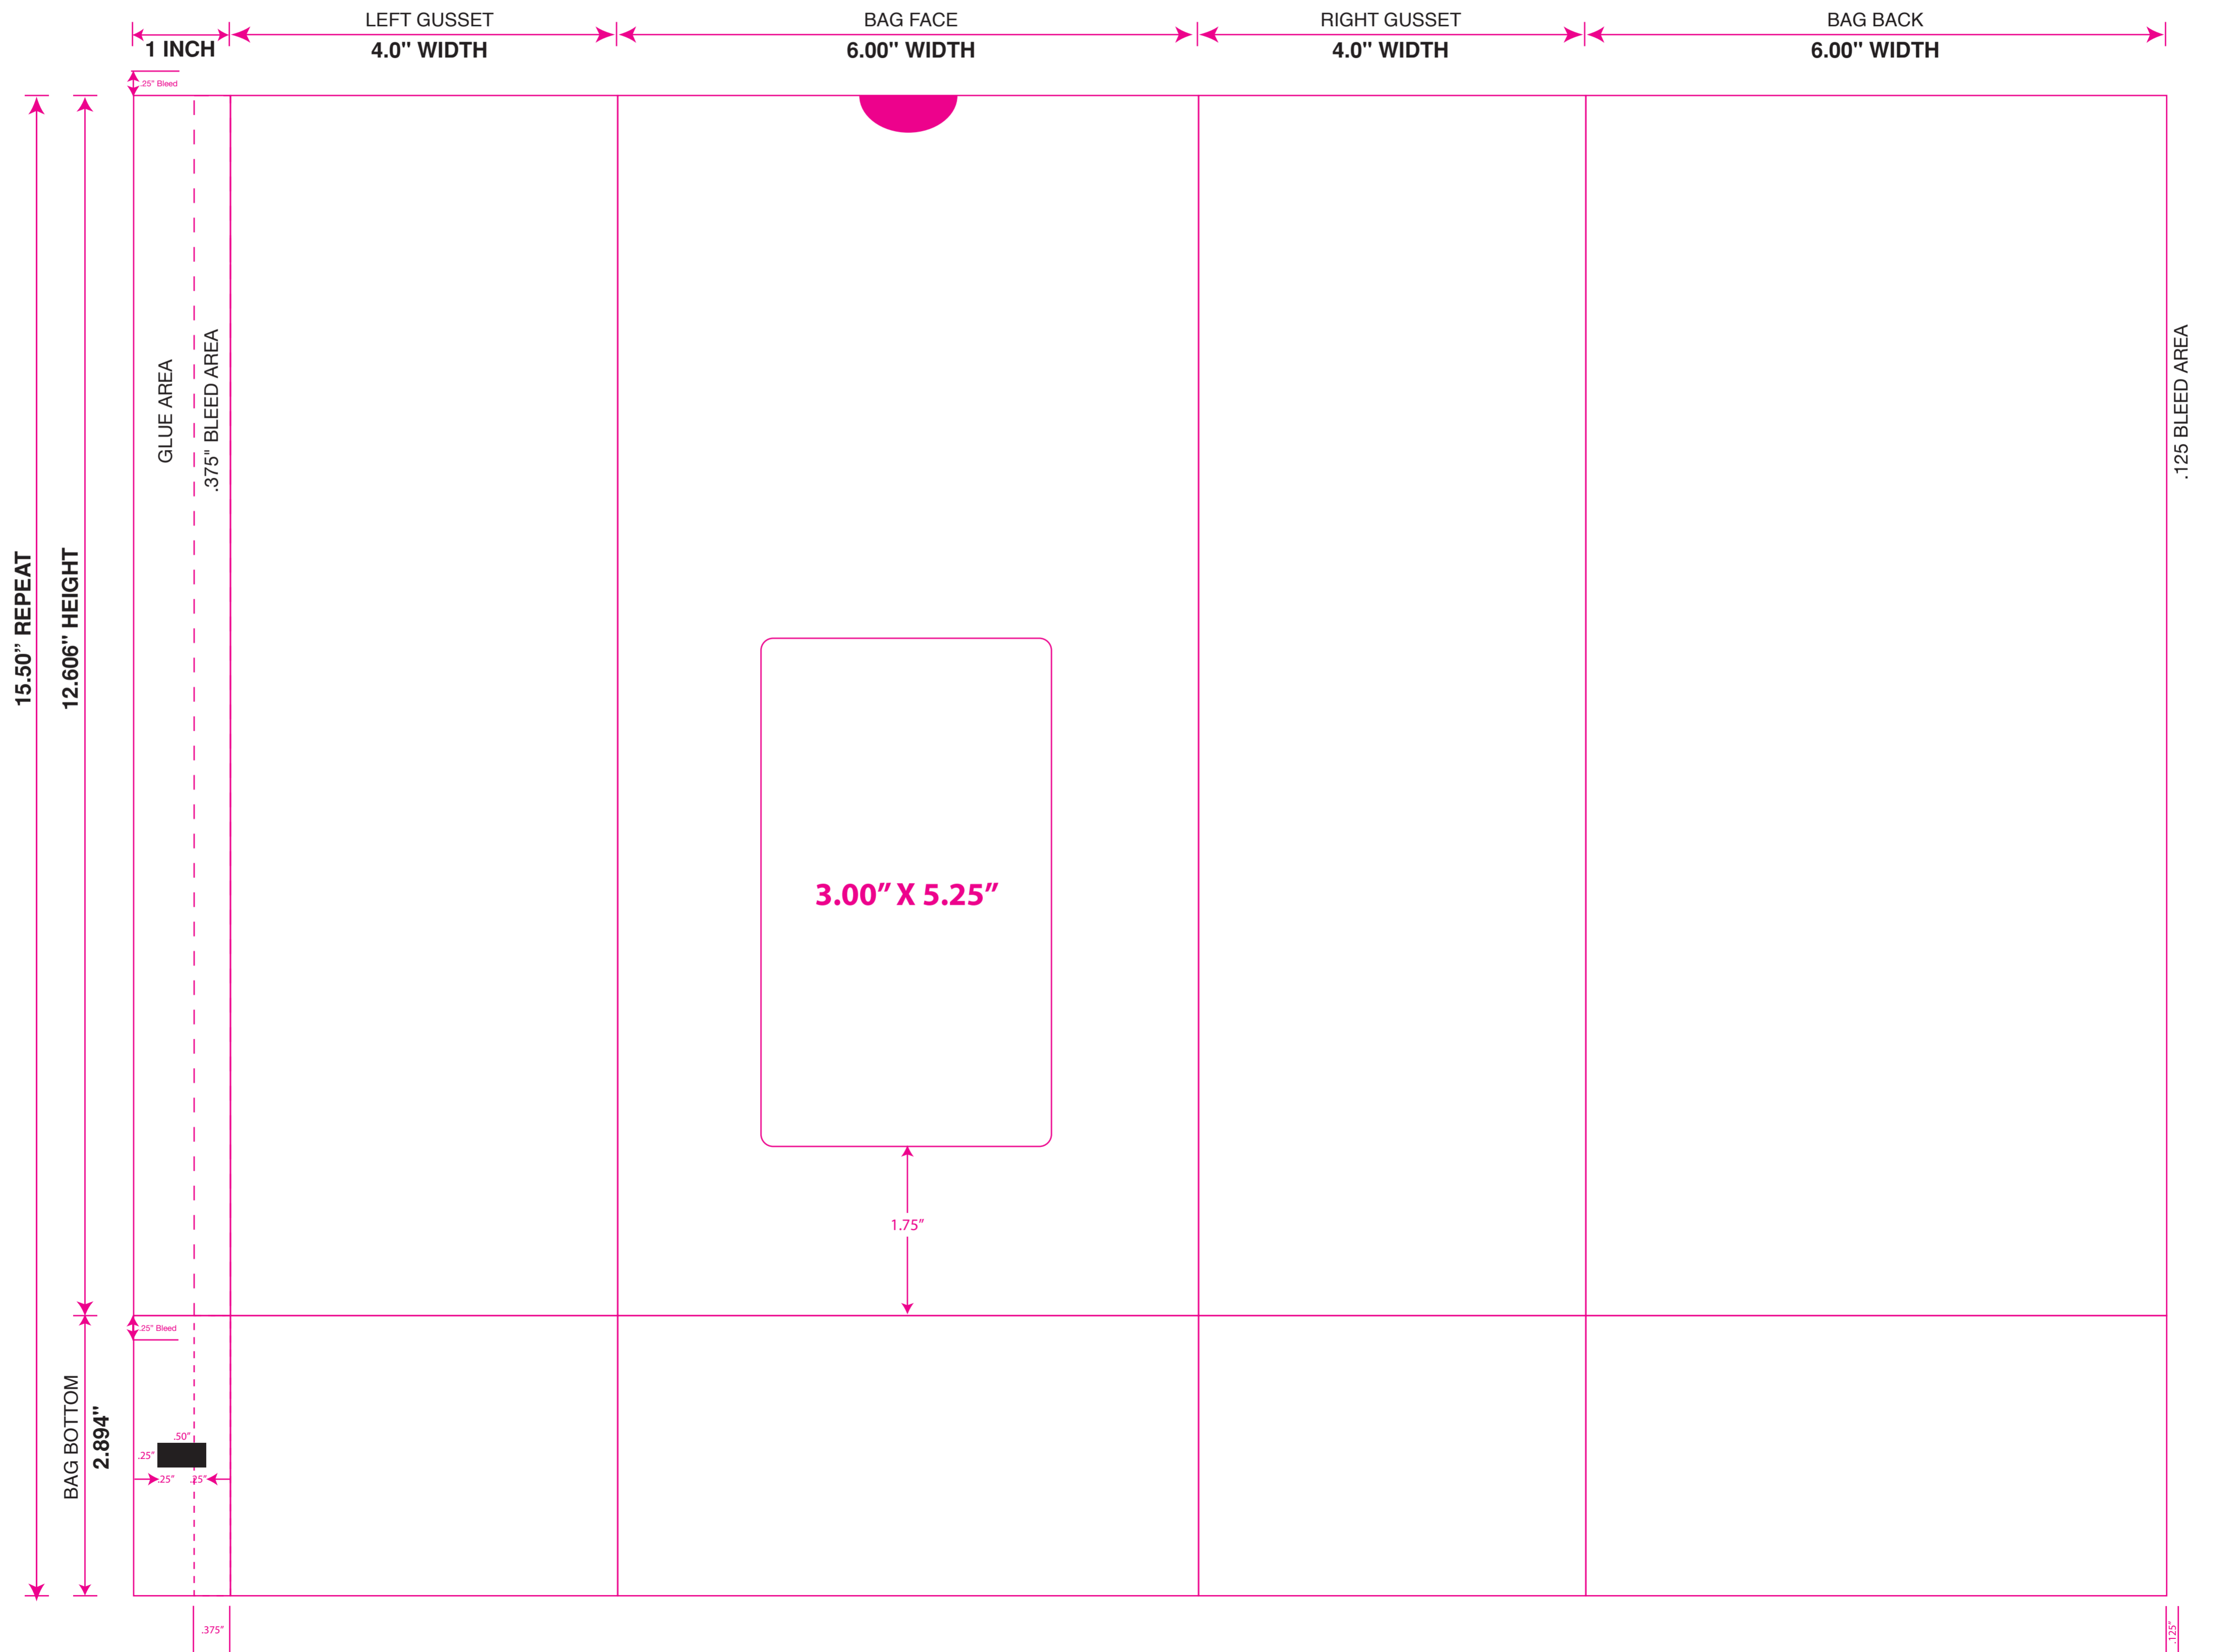 LEFT GUSSET
BAG FACE
RIGHT GUSSET
BAG BACK
1 INCH
4.0" WIDTH
6.00" WIDTH
4.0" WIDTH
6.00" WIDTH
.25" Bleed
15.50” REPEAT
12.606” HEIGHT
GLUE AREA
.375" BLEED AREA
.125 BLEED AREA
3.00” X 5.25”
1.75”
.25" Bleed
BAG BOTTOM
2.894"
.50”
.25”
.25”
.25”
.375”
.125”